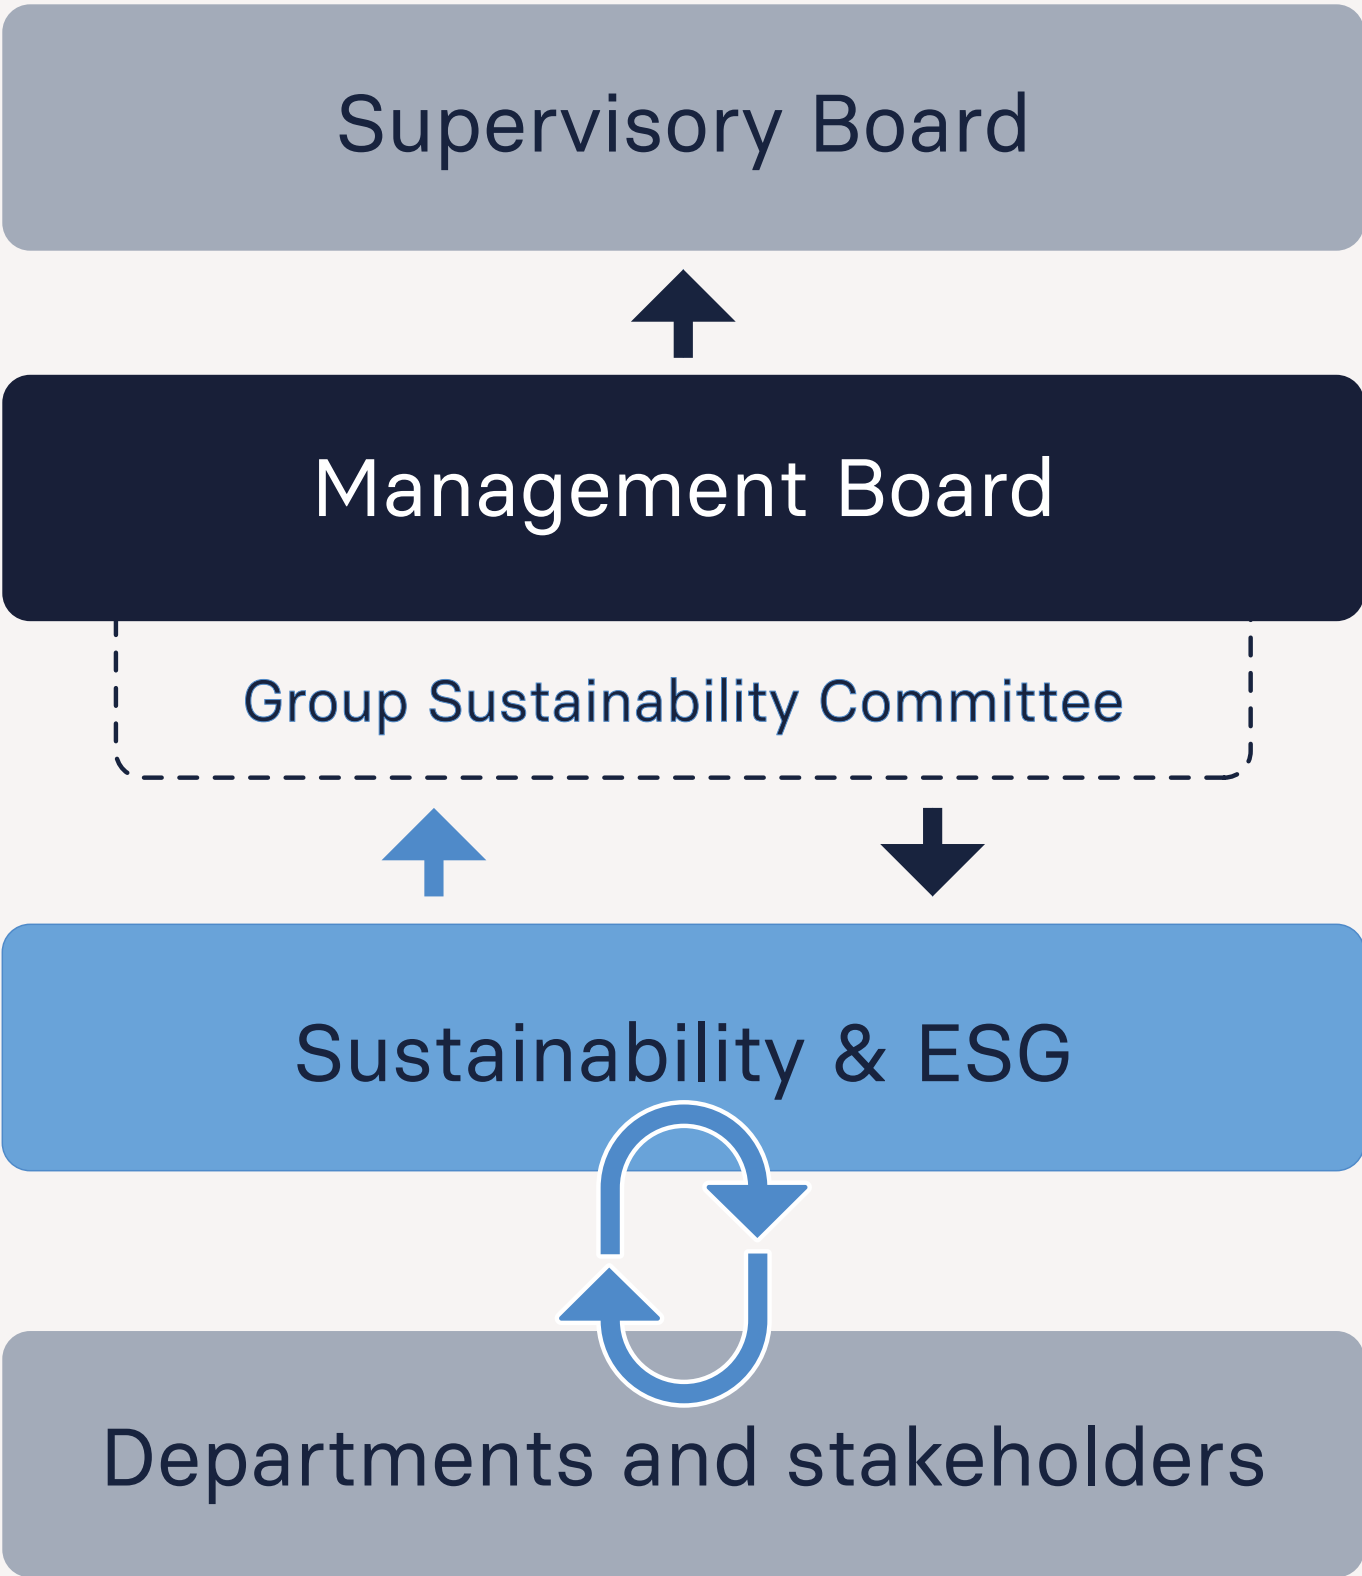 Supervisory Board
Management Board
Group Sustainability Committee
Sustainability & ESG
Departments and stakeholders